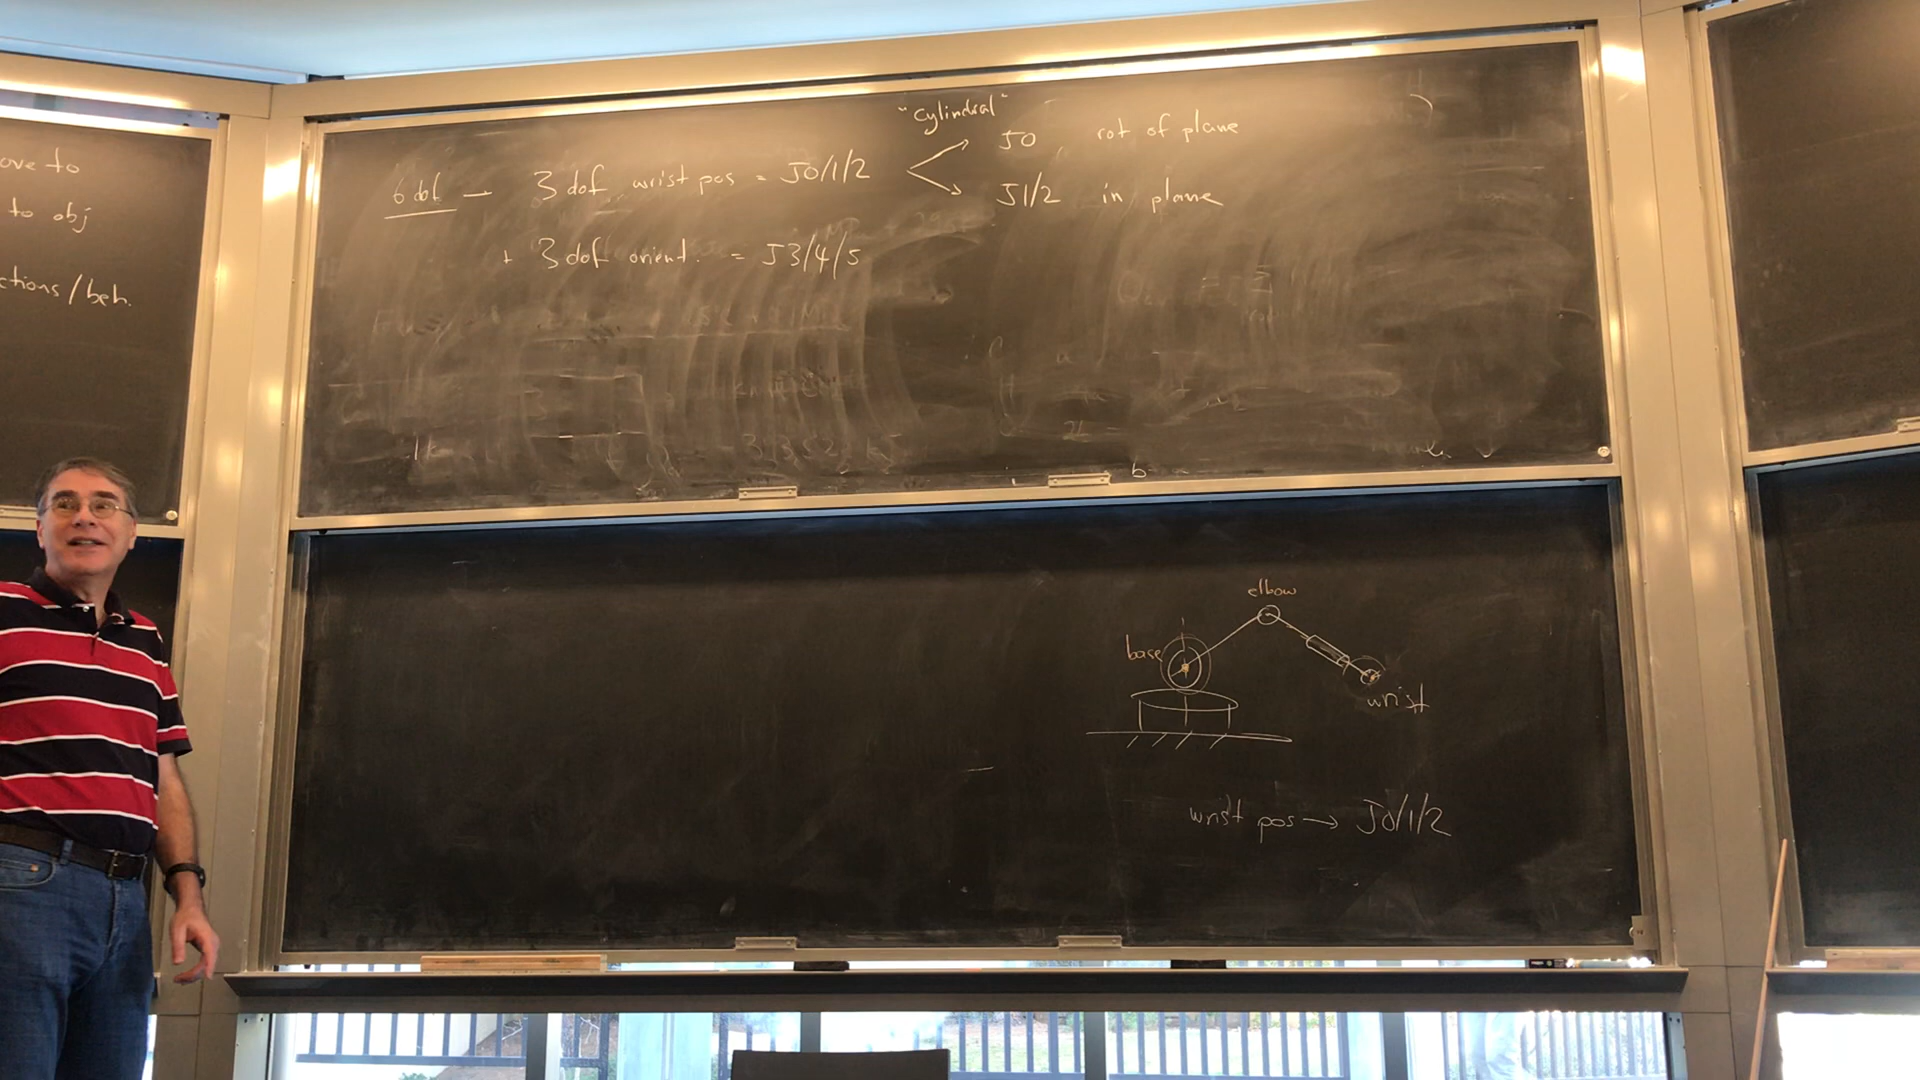 ove to
to obj
ctions/beh.
"Cylindral"
6 dof – 3 dof wrist pos = J0/1/2
J0 rot of plane
J1/2 in plane
+ 3 dof orient. = J3/4/5
elbow
base
wrist
wrist pos → J0/1/2